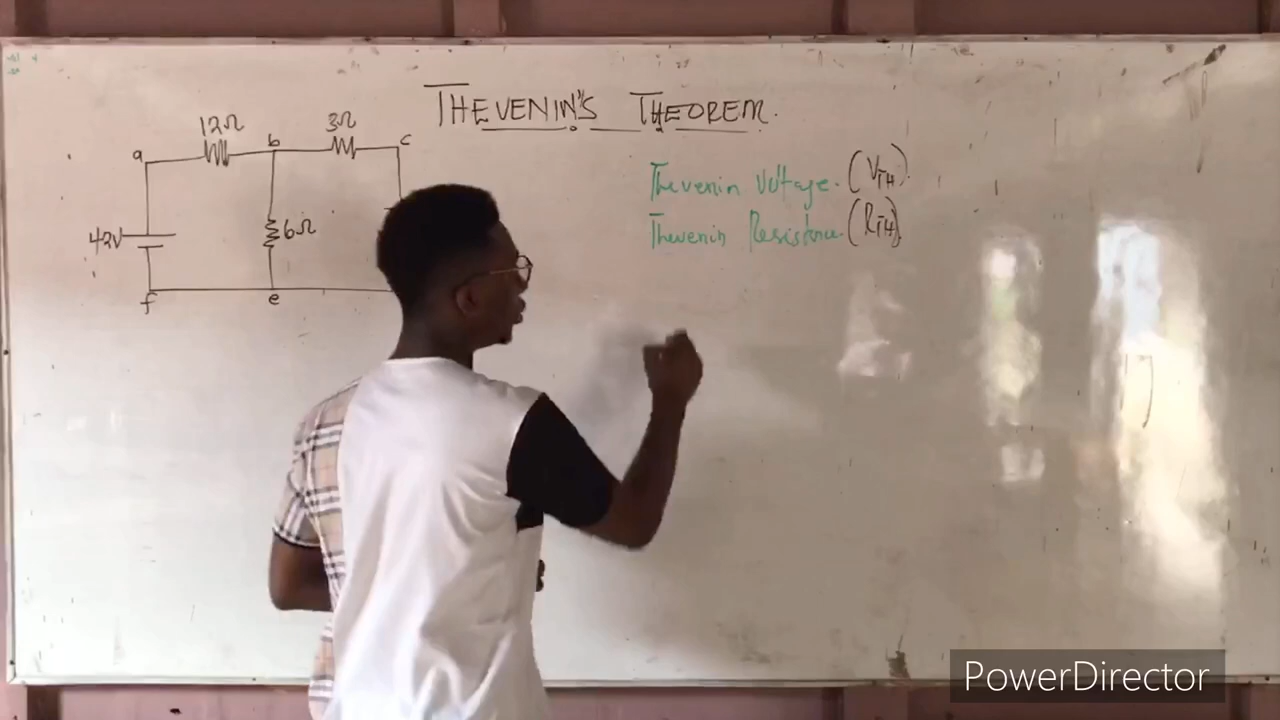 THEVENIN'S THEOREM.
12Ω
3Ω
a
b
c
Thevenin Voltage. (VTH).
6Ω
Thevenin Resistance. (RTH).
42V
f
e
PowerDirector